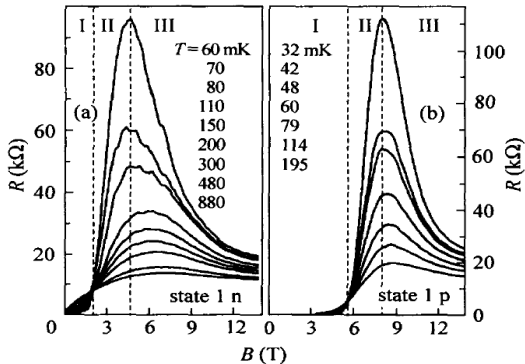 I II III
T = 60 mK
70
80
110
150
200
300
480
880
(a)
state 1 n
R (kΩ)
80
60
40
20
0 3 6 9 12
I II III
32 mK
42
48
60
79
114
195
(b)
state 1 p
R (kΩ)
100
80
60
40
20
0
3 6 9 12
B (T)